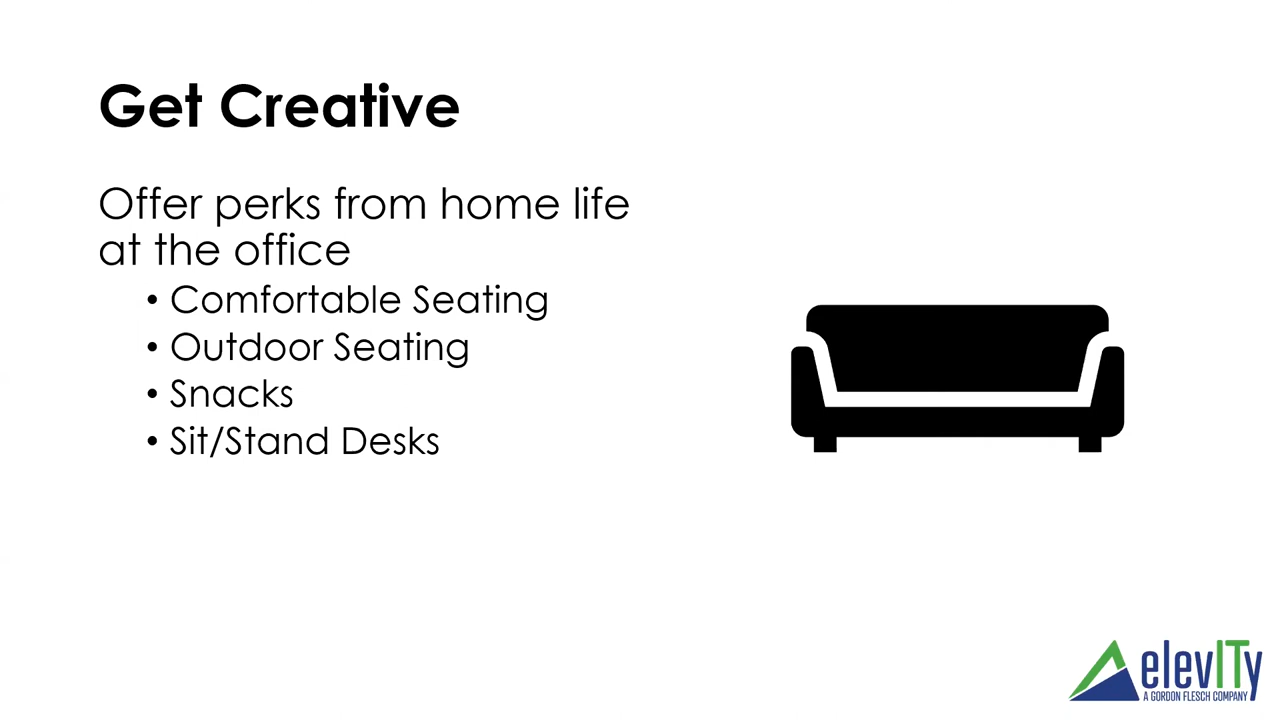 Get Creative
Offer perks from home life
at the office
• Comfortable Seating
• Outdoor Seating
• Snacks
• Sit/Stand Desks
elevITy
A GORDON FLESCH COMPANY